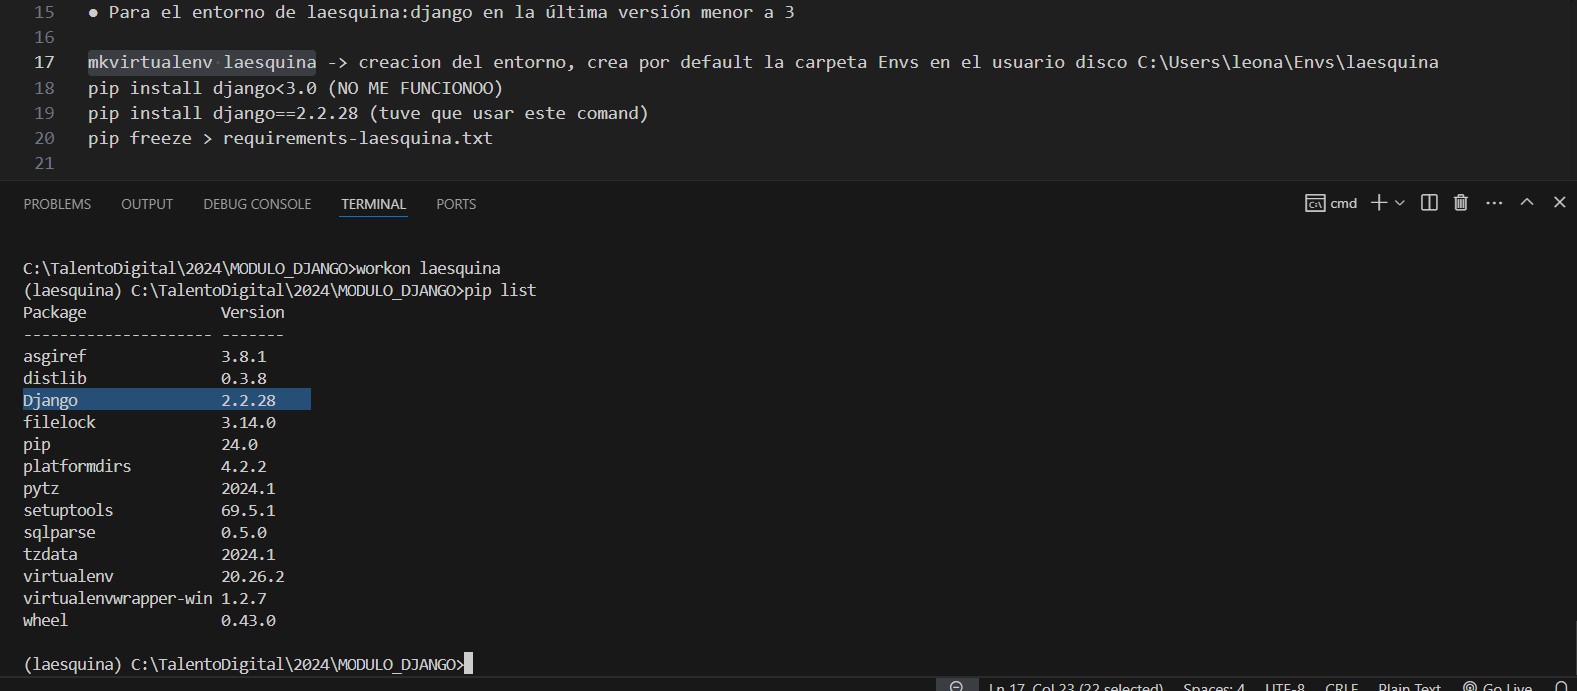 15 ● Para el entorno de laesquina:django en la última versión menor a 3
16
17 mkvirtualenv laesquina -> creacion del entorno, crea por default la carpeta Envs en el usuario disco C:\Users\leona\Envs\laesquina
18 pip install django<3.0 (NO ME FUNCIONOO)
19 pip install django==2.2.28 (tuve que usar este comand)
20 pip freeze > requirements-laesquina.txt
21
PROBLEMS OUTPUT DEBUG CONSOLE TERMINAL PORTS cmd
C:\TalentoDigital\2024\MODULO_DJANGO>workon laesquina
(laesquina) C:\TalentoDigital\2024\MODULO_DJANGO>pip list
Package Version
--------------------- -------
asgiref 3.8.1
distlib 0.3.8
Django 2.2.28
filelock 3.14.0
pip 24.0
platformdirs 4.2.2
pytz 2024.1
setuptools 69.5.1
sqlparse 0.5.0
tzdata 2024.1
virtualenv 20.26.2
virtualenvwrapper-win 1.2.7
wheel 0.43.0
(laesquina) C:\TalentoDigital\2024\MODULO_DJANGO>
Ln 17, Col 23 (22 selected) Spaces: 4 UTF-8 CRLF Plain Text Go Live